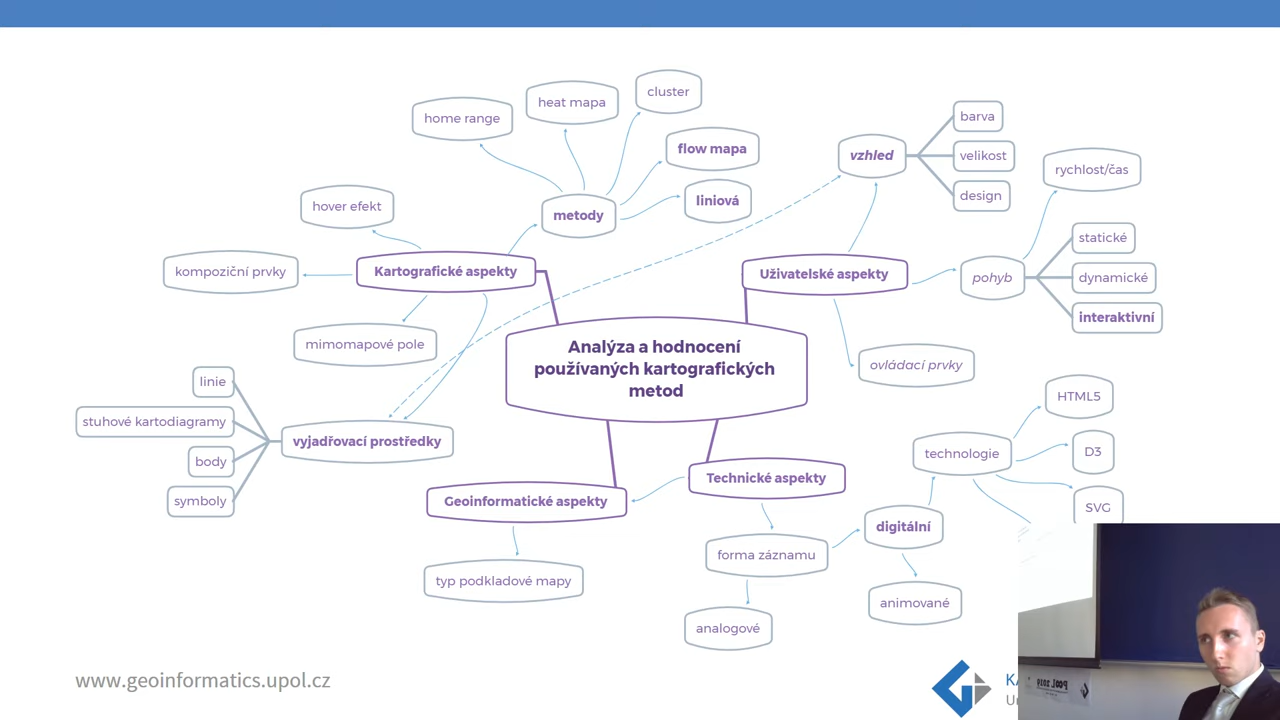 cluster
heat mapa
home range
flow mapa
liniová
metody
hover efekt
kompoziční prvky
Kartografické aspekty
mimomapové pole
vzhled
barva
velikost
design
rychlost/čas
statické
dynamické
interaktivní
pohyb
Uživatelské aspekty
ovládací prvky
Analýza a hodnocení
používaných kartografických
metod
linie
stuhové kartodiagramy
body
symboly
vyjadřovací prostředky
Geoinformatické aspekty
typ podkladové mapy
Technické aspekty
forma záznamu
analogové
digitální
animované
technologie
HTML5
D3
SVG
www.geoinformatics.upol.cz